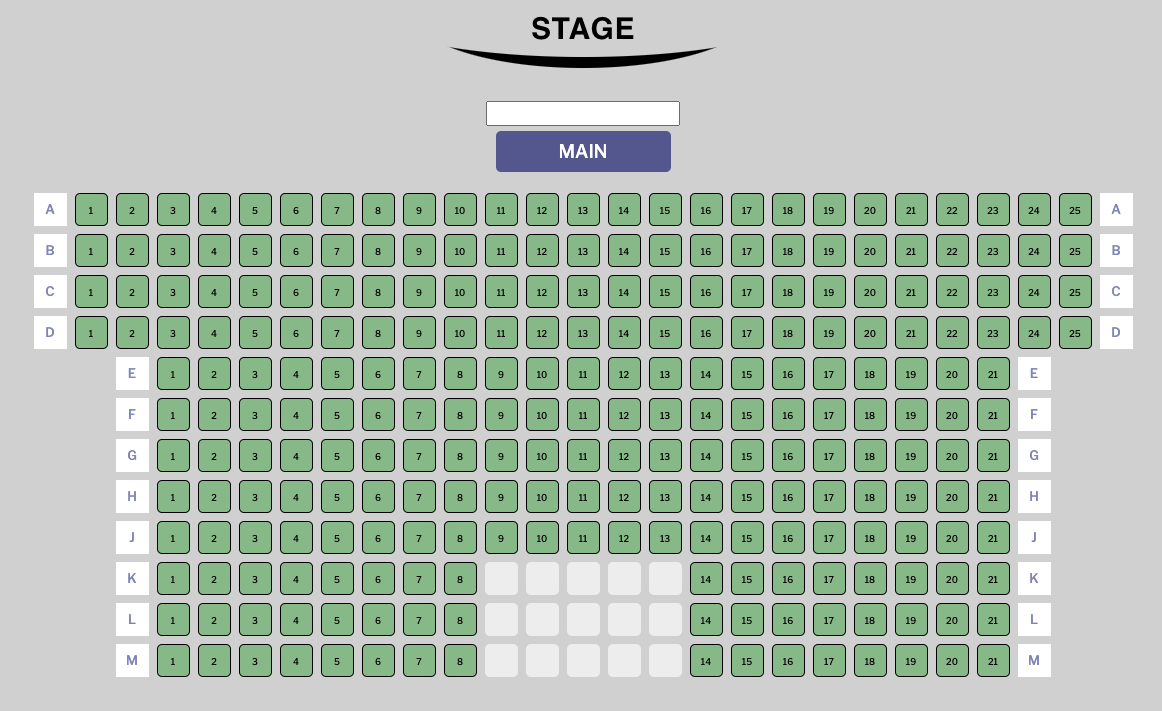 STAGE
MAIN
A 1 2 3 4 5 6 7 8 9 10 11 12 13 14 15 16 17 18 19 20 21 22 23 24 25 A
B 1 2 3 4 5 6 7 8 9 10 11 12 13 14 15 16 17 18 19 20 21 22 23 24 25 B
C 1 2 3 4 5 6 7 8 9 10 11 12 13 14 15 16 17 18 19 20 21 22 23 24 25 C
D 1 2 3 4 5 6 7 8 9 10 11 12 13 14 15 16 17 18 19 20 21 22 23 24 25 D
E 1 2 3 4 5 6 7 8 9 10 11 12 13 14 15 16 17 18 19 20 21 E
F 1 2 3 4 5 6 7 8 9 10 11 12 13 14 15 16 17 18 19 20 21 F
G 1 2 3 4 5 6 7 8 9 10 11 12 13 14 15 16 17 18 19 20 21 G
H 1 2 3 4 5 6 7 8 9 10 11 12 13 14 15 16 17 18 19 20 21 H
J 1 2 3 4 5 6 7 8 9 10 11 12 13 14 15 16 17 18 19 20 21 J
K 1 2 3 4 5 6 7 8 14 15 16 17 18 19 20 21 K
L 1 2 3 4 5 6 7 8 14 15 16 17 18 19 20 21 L
M 1 2 3 4 5 6 7 8 14 15 16 17 18 19 20 21 M